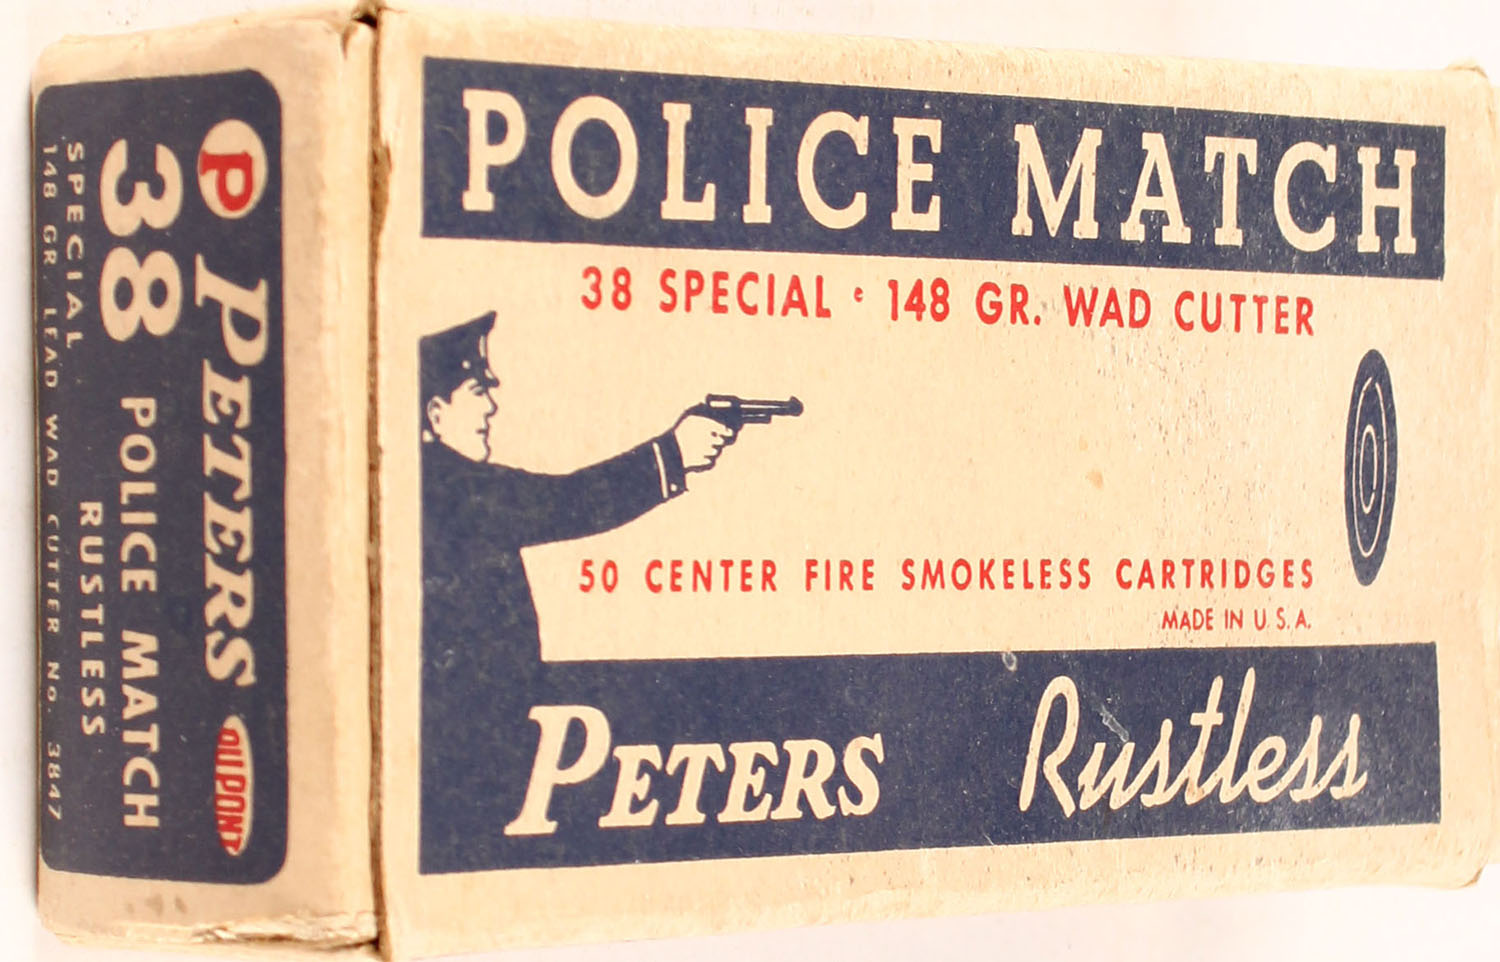 POLICE MATCH
38 SPECIAL · 148 GR. WAD CUTTER
50 CENTER FIRE SMOKELESS CARTRIDGES
MADE IN U.S.A.
PETERS Rustless
P PETERS DUPONT
38 POLICE MATCH
SPECIAL RUSTLESS
148 GR. LEAD WAD CUTTER No. 3847